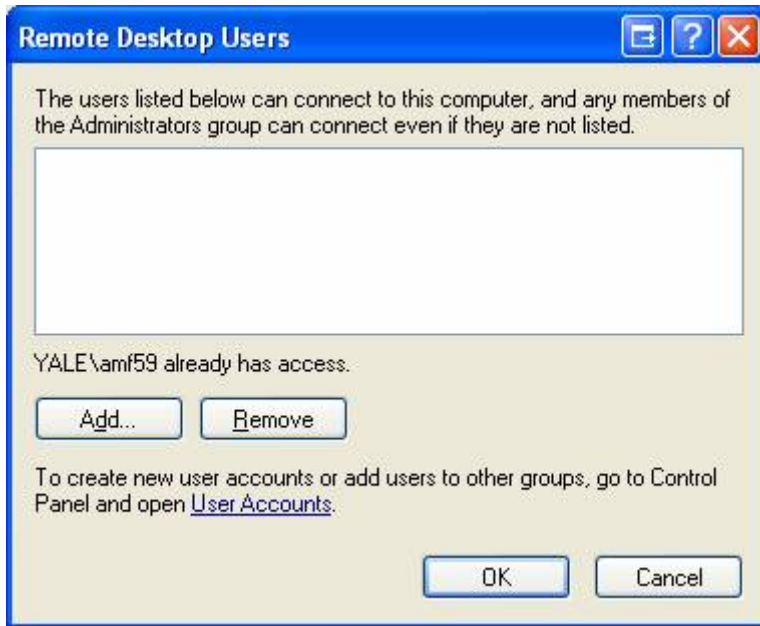 Remote Desktop Users
The users listed below can connect to this computer, and any members of
the Administrators group can connect even if they are not listed.
YALE\amf59 already has access.
Add... Remove
To create new user accounts or add users to other groups, go to Control
Panel and open User Accounts.
OK Cancel